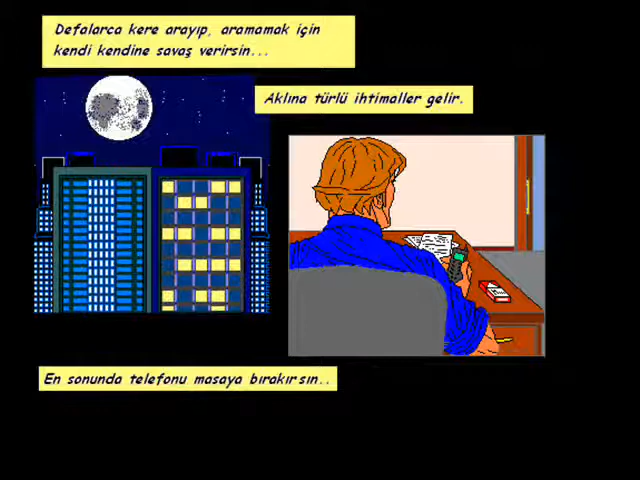 Defalarca kere arayıp, aramamak için
kendi kendine savaş verirsin...
Aklına türlü ihtimaller gelir.
En sonunda telefonu masaya bırakırsın..